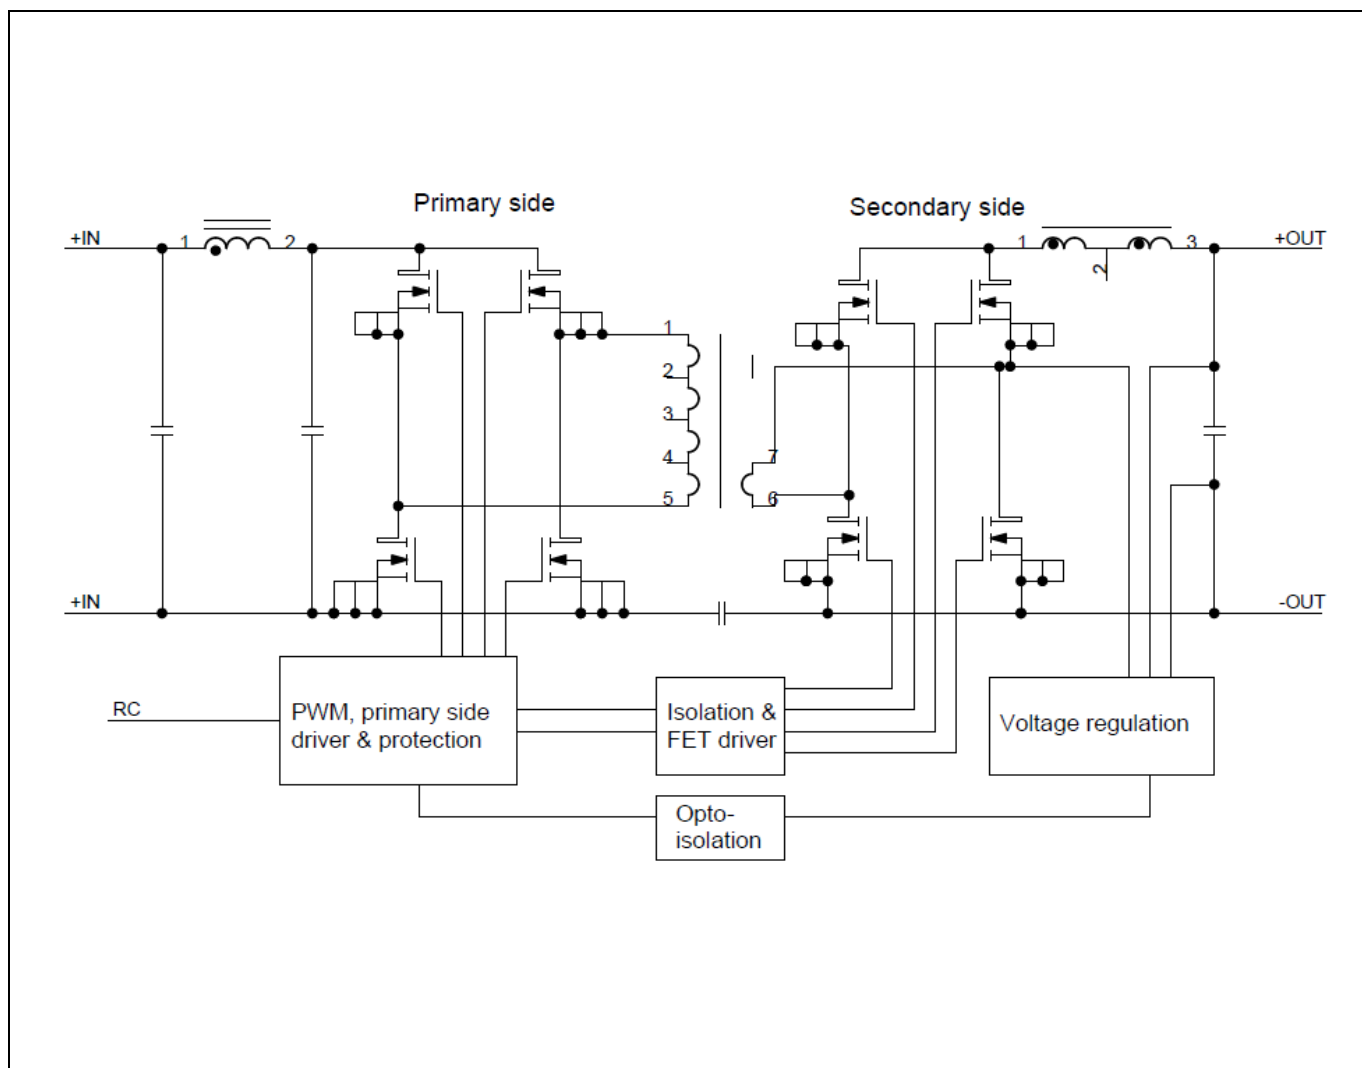 Primary side
Secondary side
+IN
1
2
1
2
3
+OUT
1
2
3
4
5
7
6
+IN
-OUT
RC
PWM, primary side
driver & protection
Isolation &
FET driver
Voltage regulation
Opto-
isolation